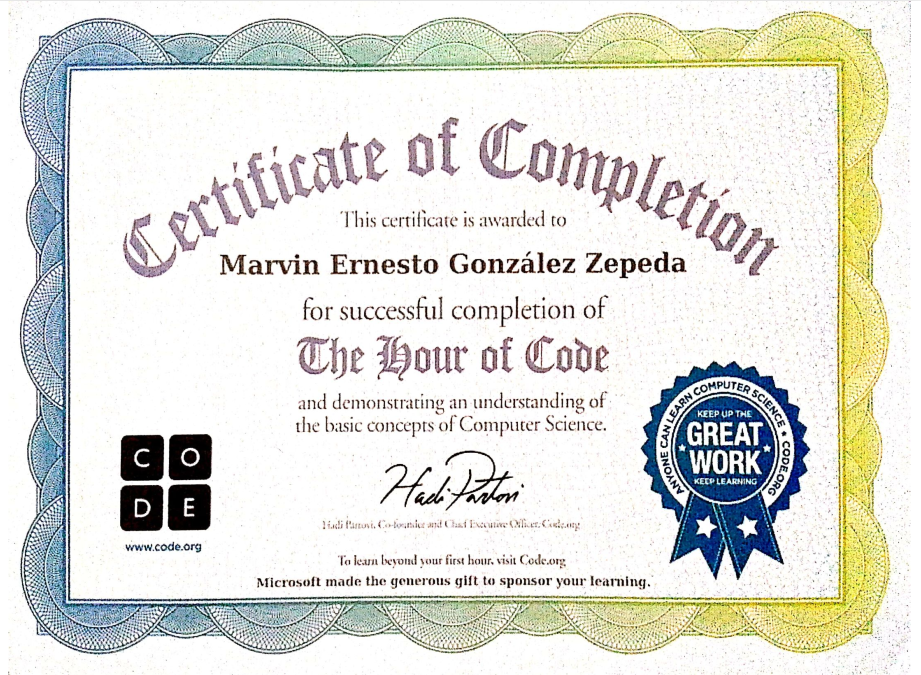 Certificate of Completion
This certificate is awarded to
Marvin Ernesto González Zepeda
for successful completion of
The Hour of Code
and demonstrating an understanding of
the basic concepts of Computer Science.
Hadi Partovi
Hadi Partovi, Co-founder and Chief Executive Officer, Code.org
To learn beyond your first hour, visit Code.org
Microsoft made the generous gift to sponsor your learning.
C O
D E
www.code.org
ANYONE CAN LEARN COMPUTER SCIENCE • CODE.ORG
KEEP UP THE
GREAT
WORK
KEEP LEARNING